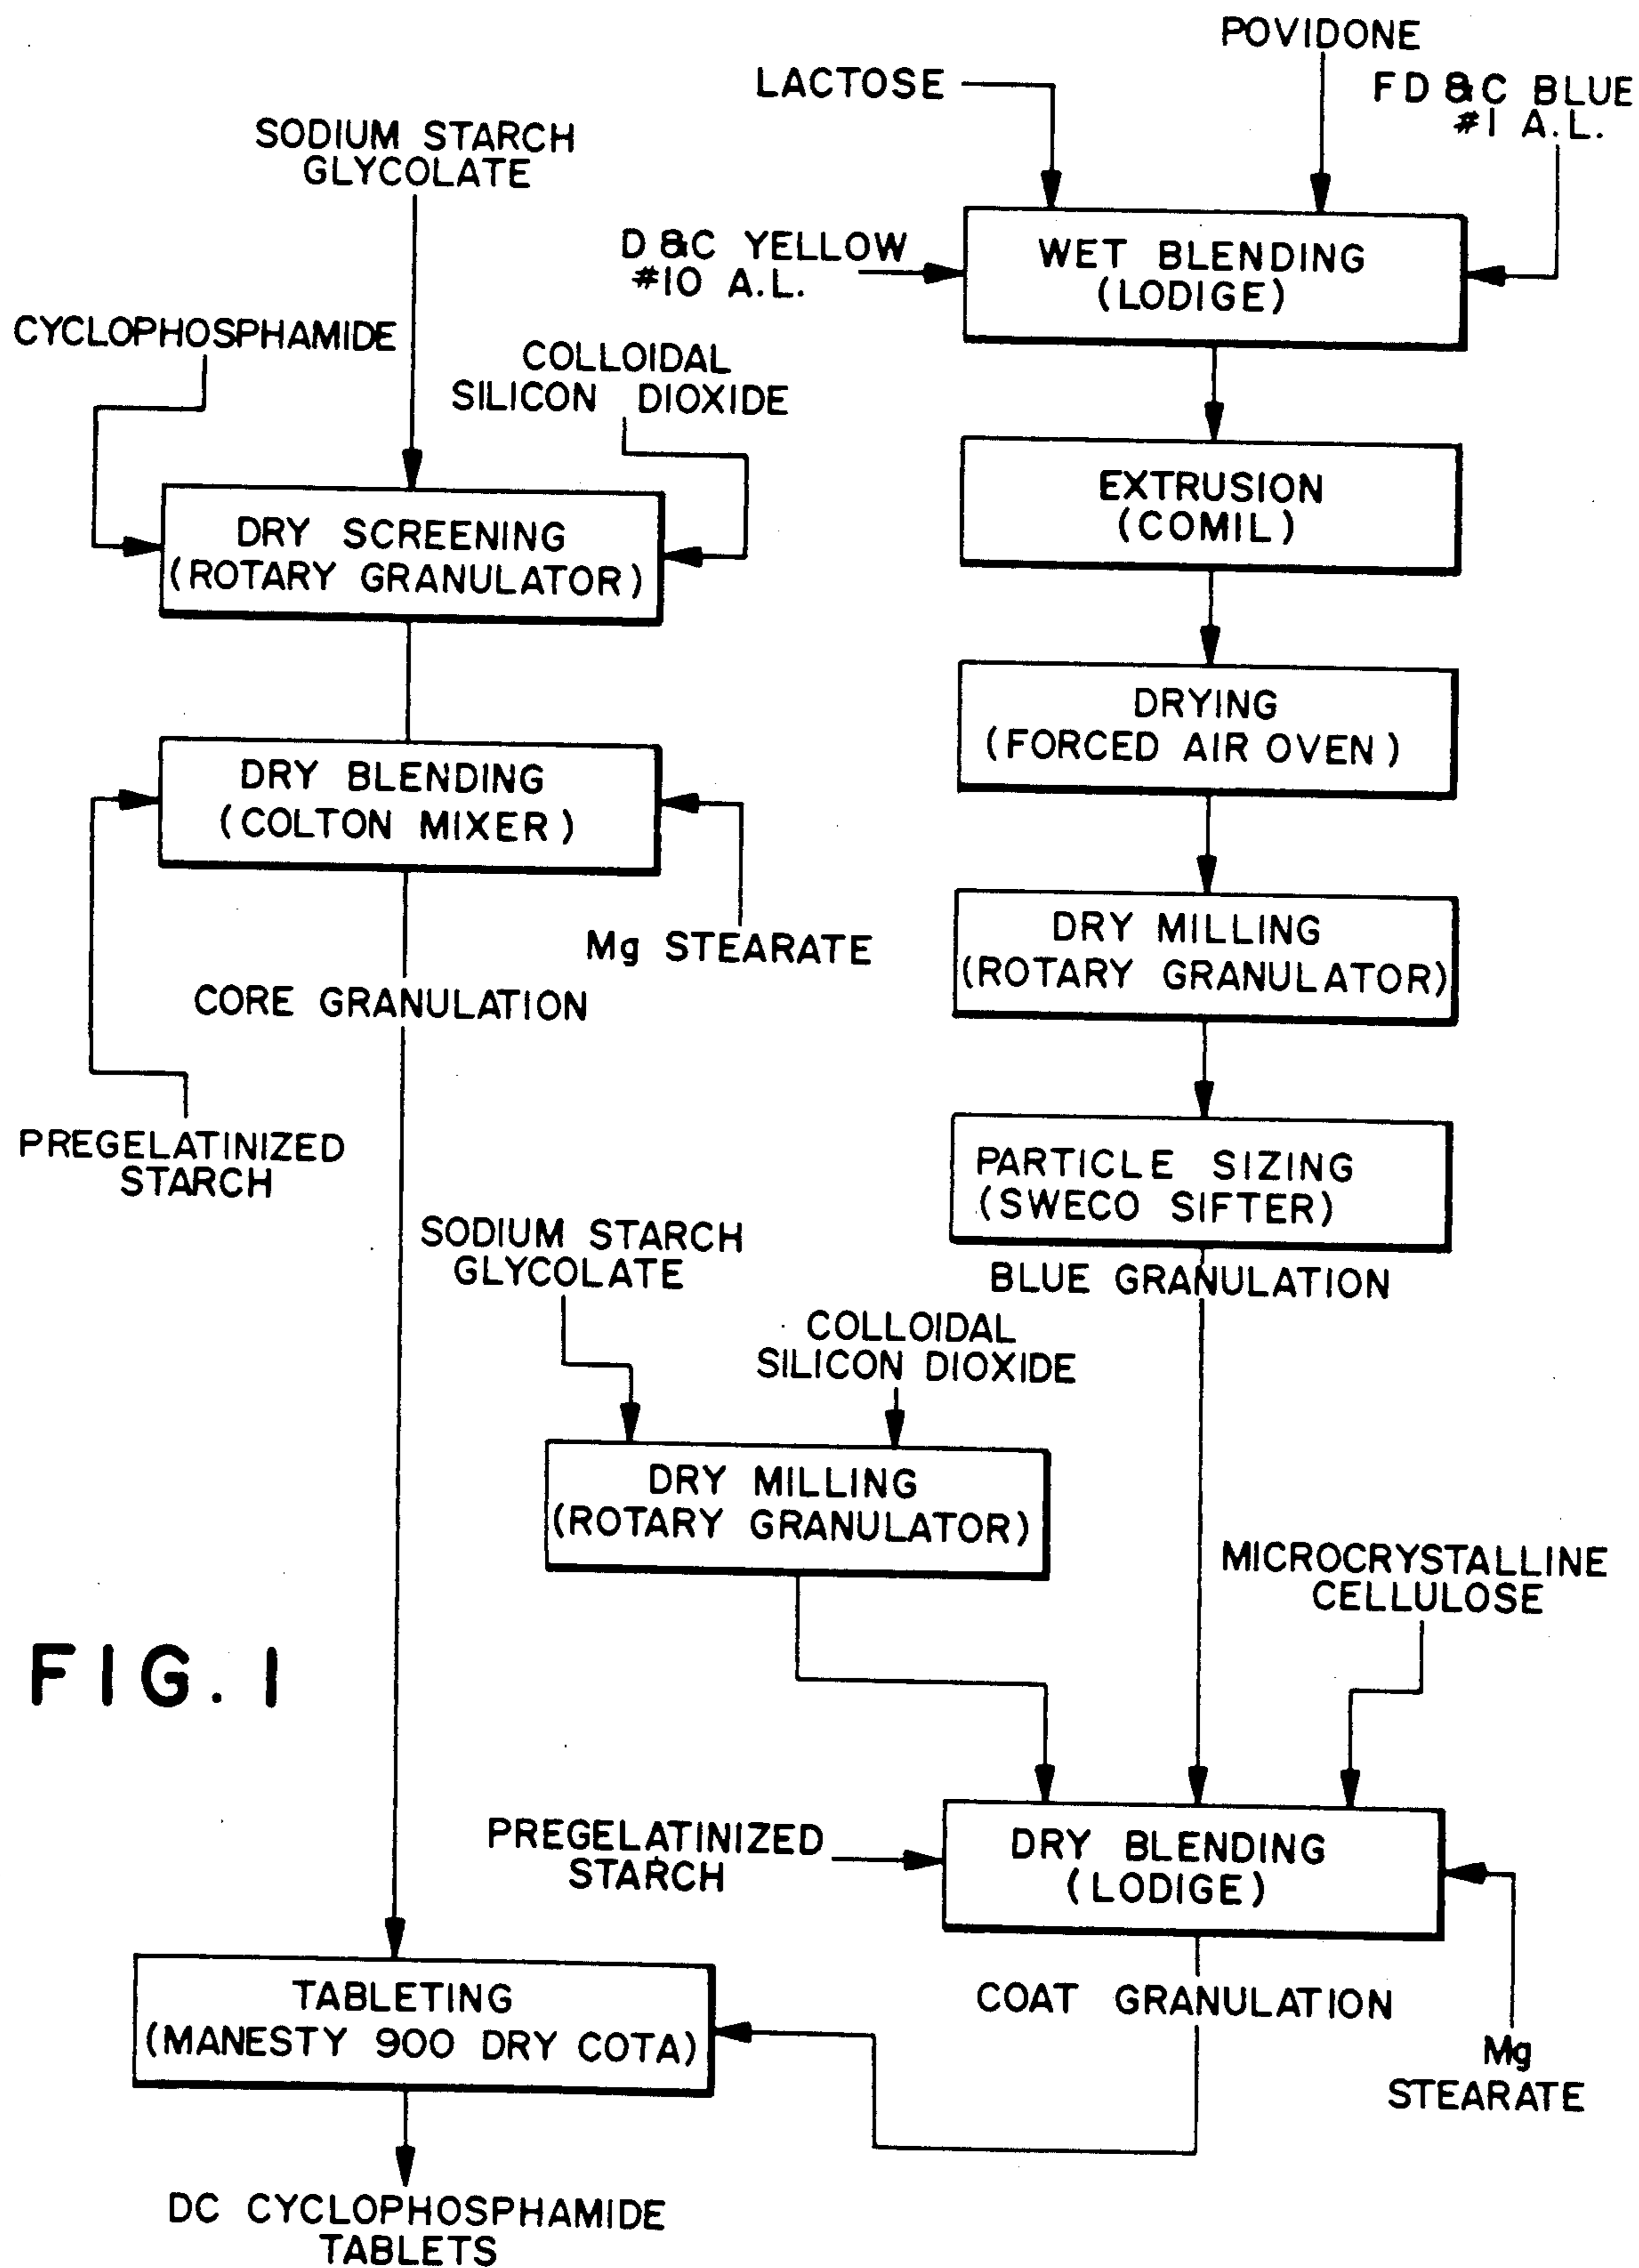 POVIDONE
LACTOSE
FD &C BLUE
#1 A.L.
SODIUM STARCH
GLYCOLATE
D &C YELLOW
#10 A.L.
WET BLENDING
(LODIGE)
CYCLOPHOSPHAMIDE
COLLOIDAL
SILICON DIOXIDE
EXTRUSION
(COMIL)
DRY SCREENING
(ROTARY GRANULATOR)
DRYING
(FORCED AIR OVEN)
DRY BLENDING
(COLTON MIXER)
DRY MILLING
(ROTARY GRANULATOR)
Mg STEARATE
CORE GRANULATION
PREGELATINIZED
STARCH
PARTICLE SIZING
(SWECO SIFTER)
SODIUM STARCH
GLYCOLATE
BLUE GRANULATION
COLLOIDAL
SILICON DIOXIDE
DRY MILLING
(ROTARY GRANULATOR)
MICROCRYSTALLINE
CELLULOSE
FIG. 1
PREGELATINIZED
STARCH
DRY BLENDING
(LODIGE)
TABLETING
(MANESTY 900 DRY COTA)
COAT GRANULATION
Mg
STEARATE
DC CYCLOPHOSPHAMIDE
TABLETS